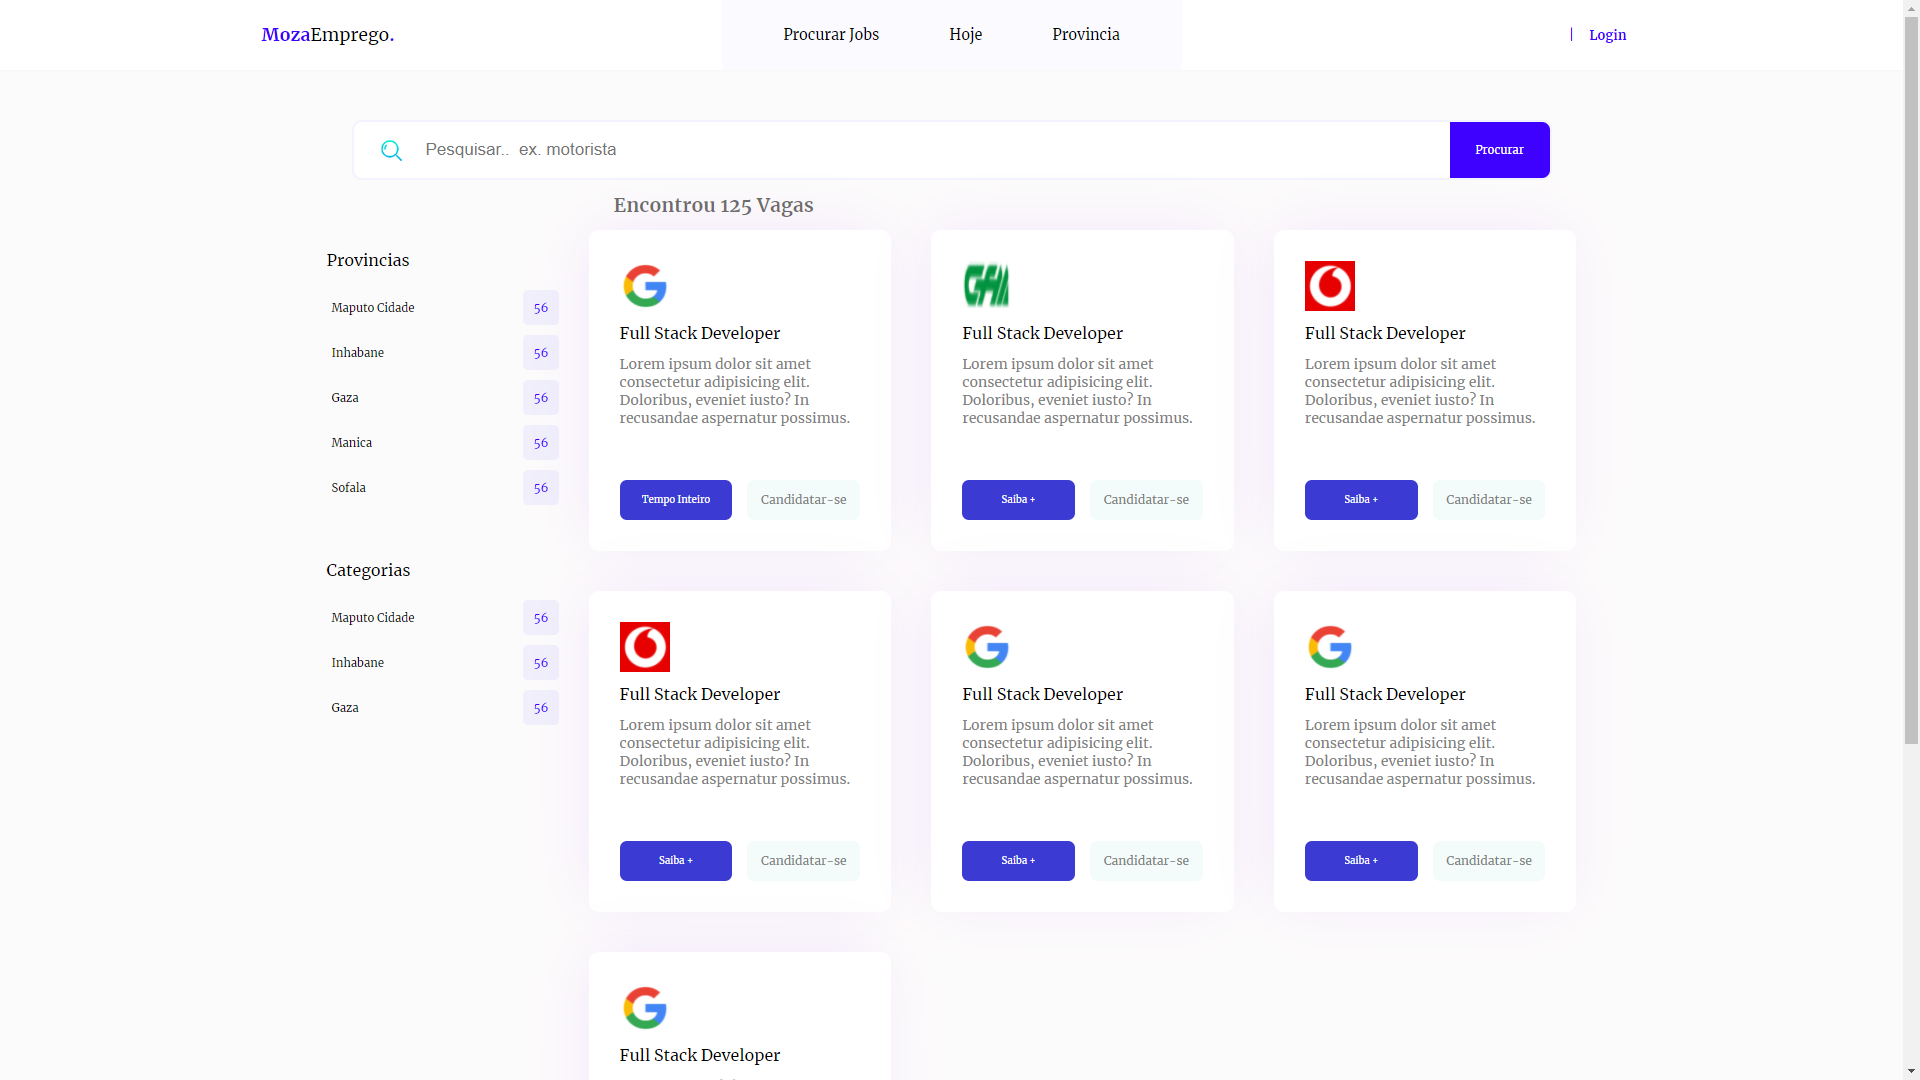 MozaEmprego.
Procurar Jobs
Hoje
Provincia
| Login
Pesquisar.. ex. motorista
Procurar
Encontrou 125 Vagas
Provincias
Maputo Cidade 56
Inhabane 56
Gaza 56
Manica 56
Sofala 56
Categorias
Maputo Cidade 56
Inhabane 56
Gaza 56
Full Stack Developer
Lorem ipsum dolor sit amet
consectetur adipisicing elit.
Doloribus, eveniet iusto? In
recusandae aspernatur possimus.
Tempo Inteiro
Candidatar-se
CFM
Full Stack Developer
Lorem ipsum dolor sit amet
consectetur adipisicing elit.
Doloribus, eveniet iusto? In
recusandae aspernatur possimus.
Saiba +
Candidatar-se
Full Stack Developer
Lorem ipsum dolor sit amet
consectetur adipisicing elit.
Doloribus, eveniet iusto? In
recusandae aspernatur possimus.
Saiba +
Candidatar-se
Full Stack Developer
Lorem ipsum dolor sit amet
consectetur adipisicing elit.
Doloribus, eveniet iusto? In
recusandae aspernatur possimus.
Saiba +
Candidatar-se
Full Stack Developer
Lorem ipsum dolor sit amet
consectetur adipisicing elit.
Doloribus, eveniet iusto? In
recusandae aspernatur possimus.
Saiba +
Candidatar-se
Full Stack Developer
Lorem ipsum dolor sit amet
consectetur adipisicing elit.
Doloribus, eveniet iusto? In
recusandae aspernatur possimus.
Saiba +
Candidatar-se
Full Stack Developer